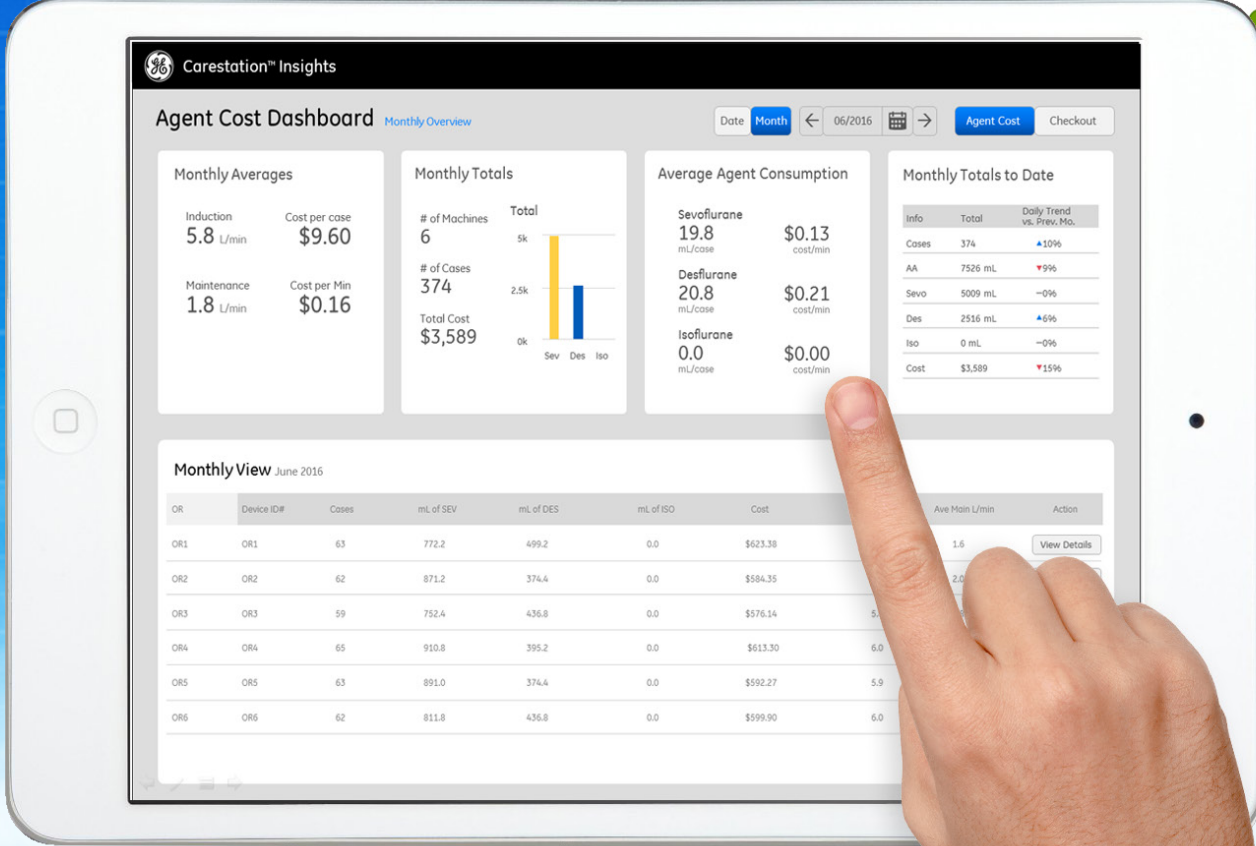 Carestation™ Insights
Agent Cost Dashboard Monthly Overview
Date Month 06/2016 Agent Cost Checkout
Monthly Averages
Induction
5.8 L/min
Cost per case
$9.60
Maintenance
1.8 L/min
Cost per Min
$0.16
Monthly Totals
# of Machines
6
# of Cases
374
Total Cost
$3,589
Total
5k
2.5k
0k
Sev Des Iso
Average Agent Consumption
Sevoflurane
19.8 $0.13
mL/case cost/min
Desflurane
20.8 $0.21
mL/case cost/min
Isoflurane
0.0 $0.00
mL/case cost/min
Monthly Totals to Date
Info Total Daily Trend vs. Prev. Mo.
Cases 374 ▲10%
AA 7526 mL ▼9%
Sevo 5009 mL —0%
Des 2516 mL ▲6%
Iso 0 mL —0%
Cost $3,589 ▼15%
Monthly View June 2016
OR Device ID# Cases mL of SEV mL of DES mL of ISO Cost Ave Main L/min Action
OR1 OR1 63 772.2 499.2 0.0 $623.38 1.6 View Details
OR2 OR2 62 871.2 374.4 0.0 $584.35
OR3 OR3 59 752.4 436.8 0.0 $576.14
OR4 OR4 65 910.8 395.2 0.0 $613.30 6.0
OR5 OR5 63 891.0 374.4 0.0 $592.27 5.9
OR6 OR6 62 811.8 436.8 0.0 $599.90 6.0